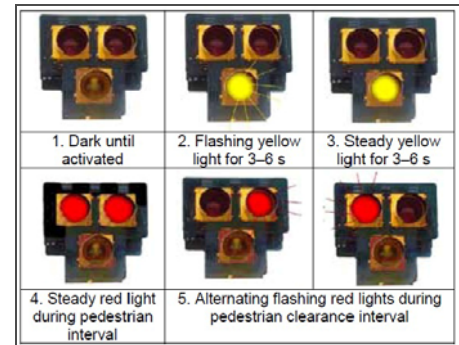 1. Dark until
activated
2. Flashing yellow
light for 3–6 s
3. Steady yellow
light for 3–6 s
4. Steady red light
during pedestrian
interval
5. Alternating flashing red lights during
pedestrian clearance interval